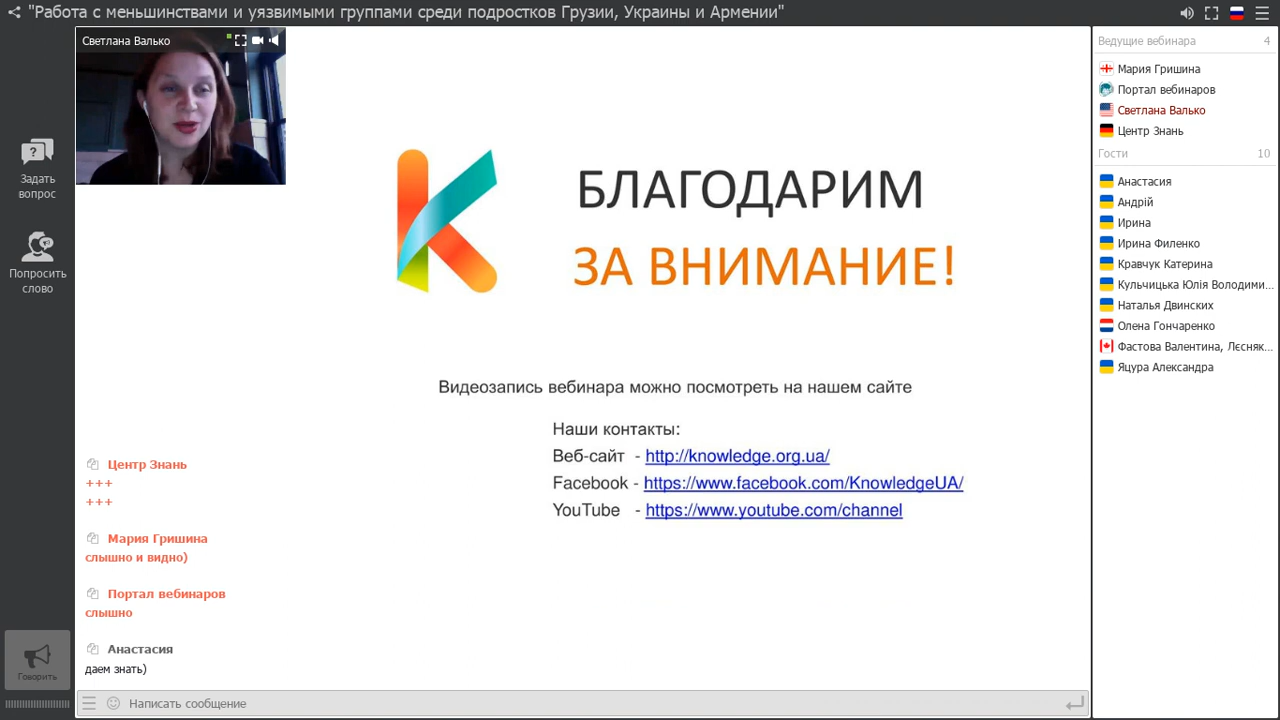 "Работа с меньшинствами и уязвимыми группами среди подростков Грузии, Украины и Армении"
Светлана Валько
Задать
вопрос
Попросить
слово
Говорить
БЛАГОДАРИМ
ЗА ВНИМАНИЕ!
Видеозапись вебинара можно посмотреть на нашем сайте
Наши контакты:
Веб-сайт - http://knowledge.org.ua/
Facebook - https://www.facebook.com/KnowledgeUA/
YouTube - https://www.youtube.com/channel
Центр Знань
+++
+++
Мария Гришина
слышно и видно)
Портал вебинаров
слышно
Анастасия
даем знать)
Написать сообщение
Ведущие вебинара 4
Мария Гришина
Портал вебинаров
Светлана Валько
Центр Знань
Гости 10
Анастасия
Андрій
Ирина
Ирина Филенко
Кравчук Катерина
Кульчицька Юлія Володими...
Наталья Двинских
Олена Гончаренко
Фастова Валентина, Лєсняк...
Яцура Александра